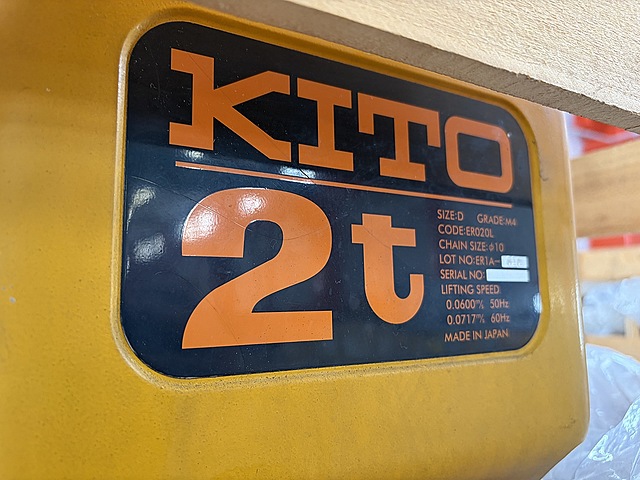 KITO
2t
SIZE:D GRADE:M4
CODE:ER020L
CHAIN SIZE:φ10
LOT NO:ER1A-
SERIAL NO:
LIFTING SPEED
0.0600m/s 50Hz
0.0717m/s 60Hz
MADE IN JAPAN